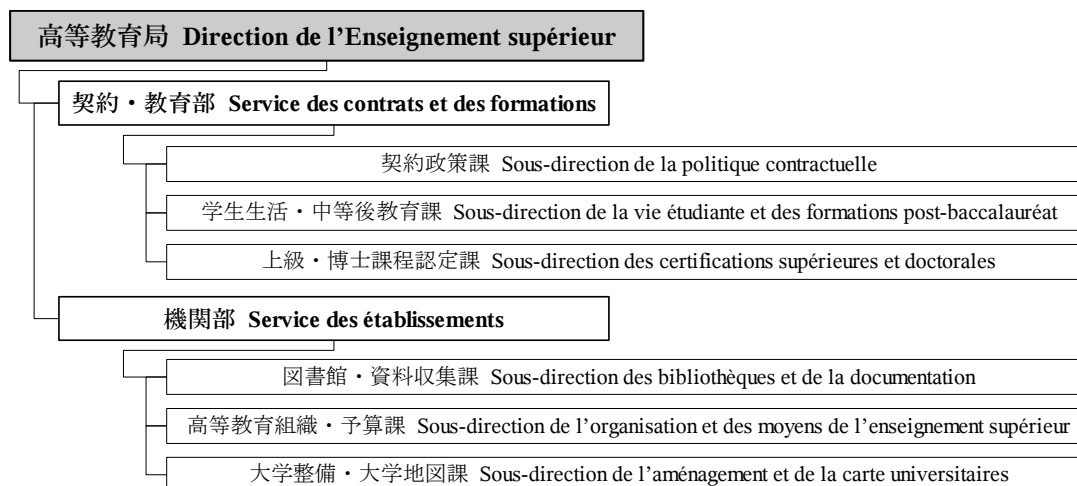 高等教育局 Direction de l’Enseignement supérieur
契約・教育部 Service des contrats et des formations
契約政策課 Sous-direction de la politique contractuelle
学生生活・中等後教育課 Sous-direction de la vie étudiante et des formations post-baccalauréat
上級・博士課程認定課 Sous-direction des certifications supérieures et doctorales
機関部 Service des établissements
図書館・資料収集課 Sous-direction des bibliothèques et de la documentation
高等教育組織・予算課 Sous-direction de l’organisation et des moyens de l’enseignement supérieur
大学整備・大学地図課 Sous-direction de l’aménagement et de la carte universitaires